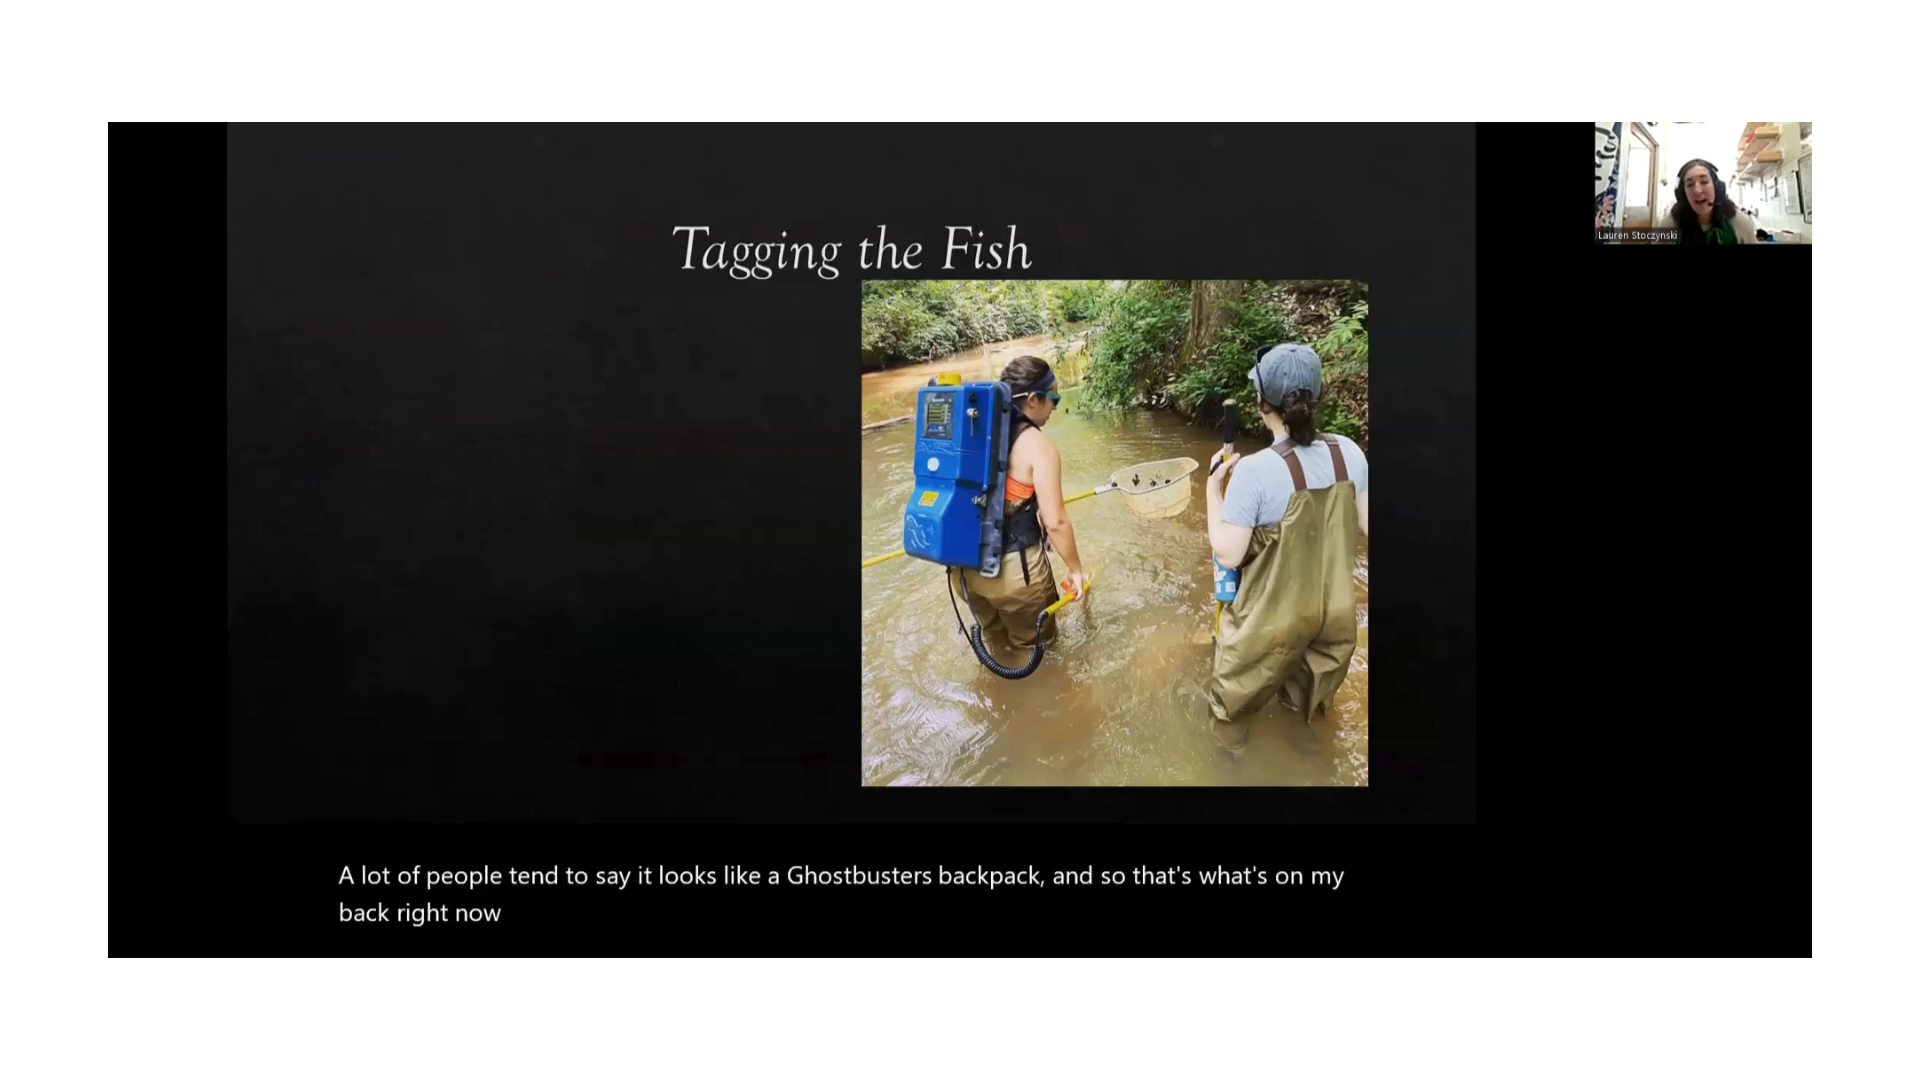 Lauren Stoczynski
Tagging the Fish
A lot of people tend to say it looks like a Ghostbusters backpack, and so that's what's on my
back right now